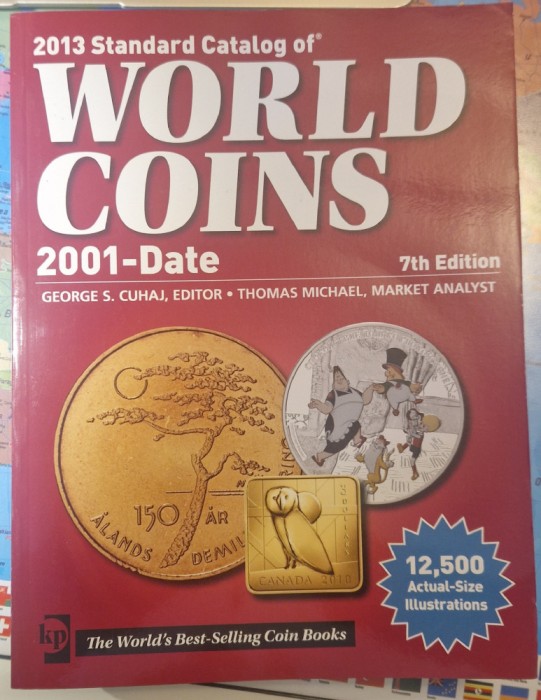 2013 Standard Catalog of®
WORLD
COINS
2001-Date
7th Edition
GEORGE S. CUHAJ, EDITOR • THOMAS MICHAEL, MARKET ANALYST
150 ÅR
ÅLANDS DEMIL
CANADA 2010
12,500
Actual-Size
Illustrations
kp
The World's Best-Selling Coin Books